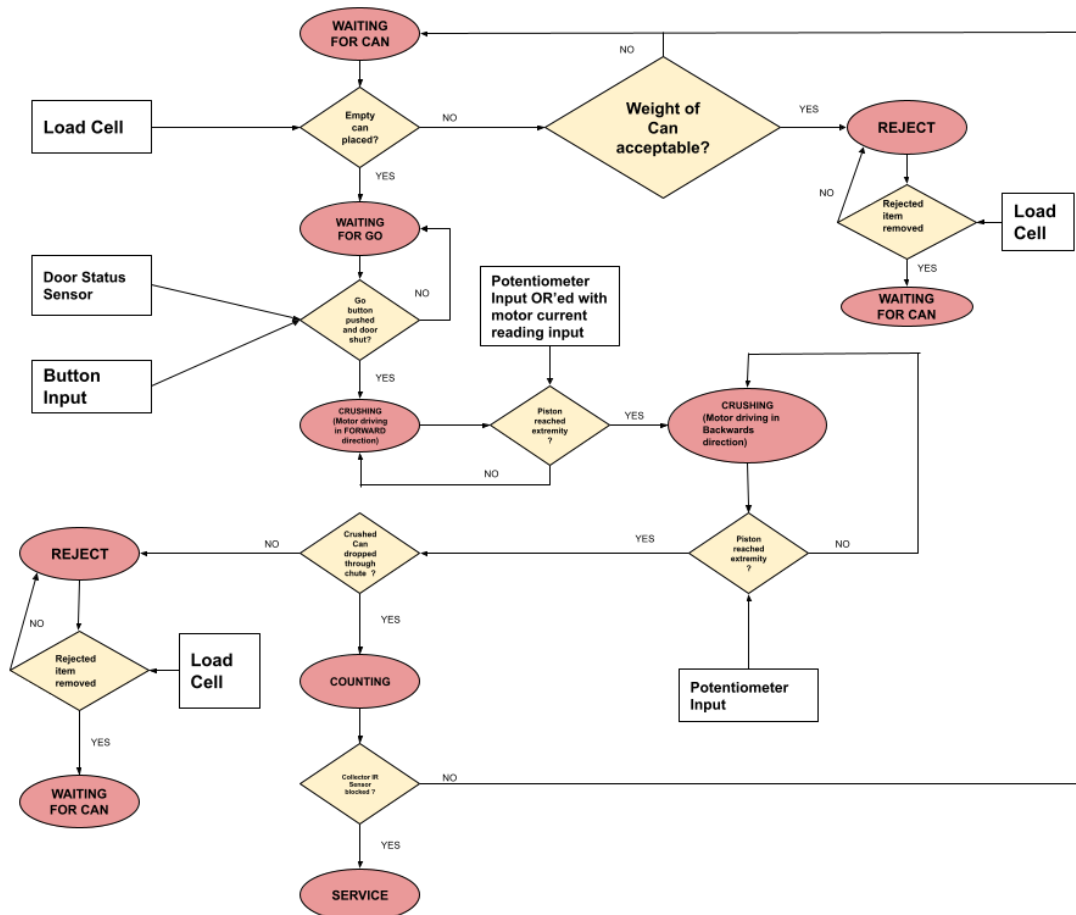 WAITING
FOR CAN
NO
Load Cell
Empty
can
placed?
NO
Weight of
Can
acceptable?
YES
REJECT
YES
NO
Rejected
item
removed
Load
Cell
WAITING
FOR GO
YES
WAITING
FOR CAN
Door Status
Sensor
NO
Go
button
pushed
and door
shut?
Potentiometer
Input OR'ed with
motor current
reading input
Button
Input
YES
CRUSHING
(Motor driving
in FORWARD
direction)
Piston
reached
extremity
?
YES
CRUSHING
(Motor driving in
Backwards
direction)
NO
REJECT
NO
Crushed
Can
dropped
through
chute ?
YES
Piston
reached
extremity
?
NO
NO
YES
Rejected
item
removed
Load
Cell
COUNTING
Potentiometer
Input
YES
WAITING
FOR CAN
Collector IR
Sensor
blocked ?
NO
YES
SERVICE